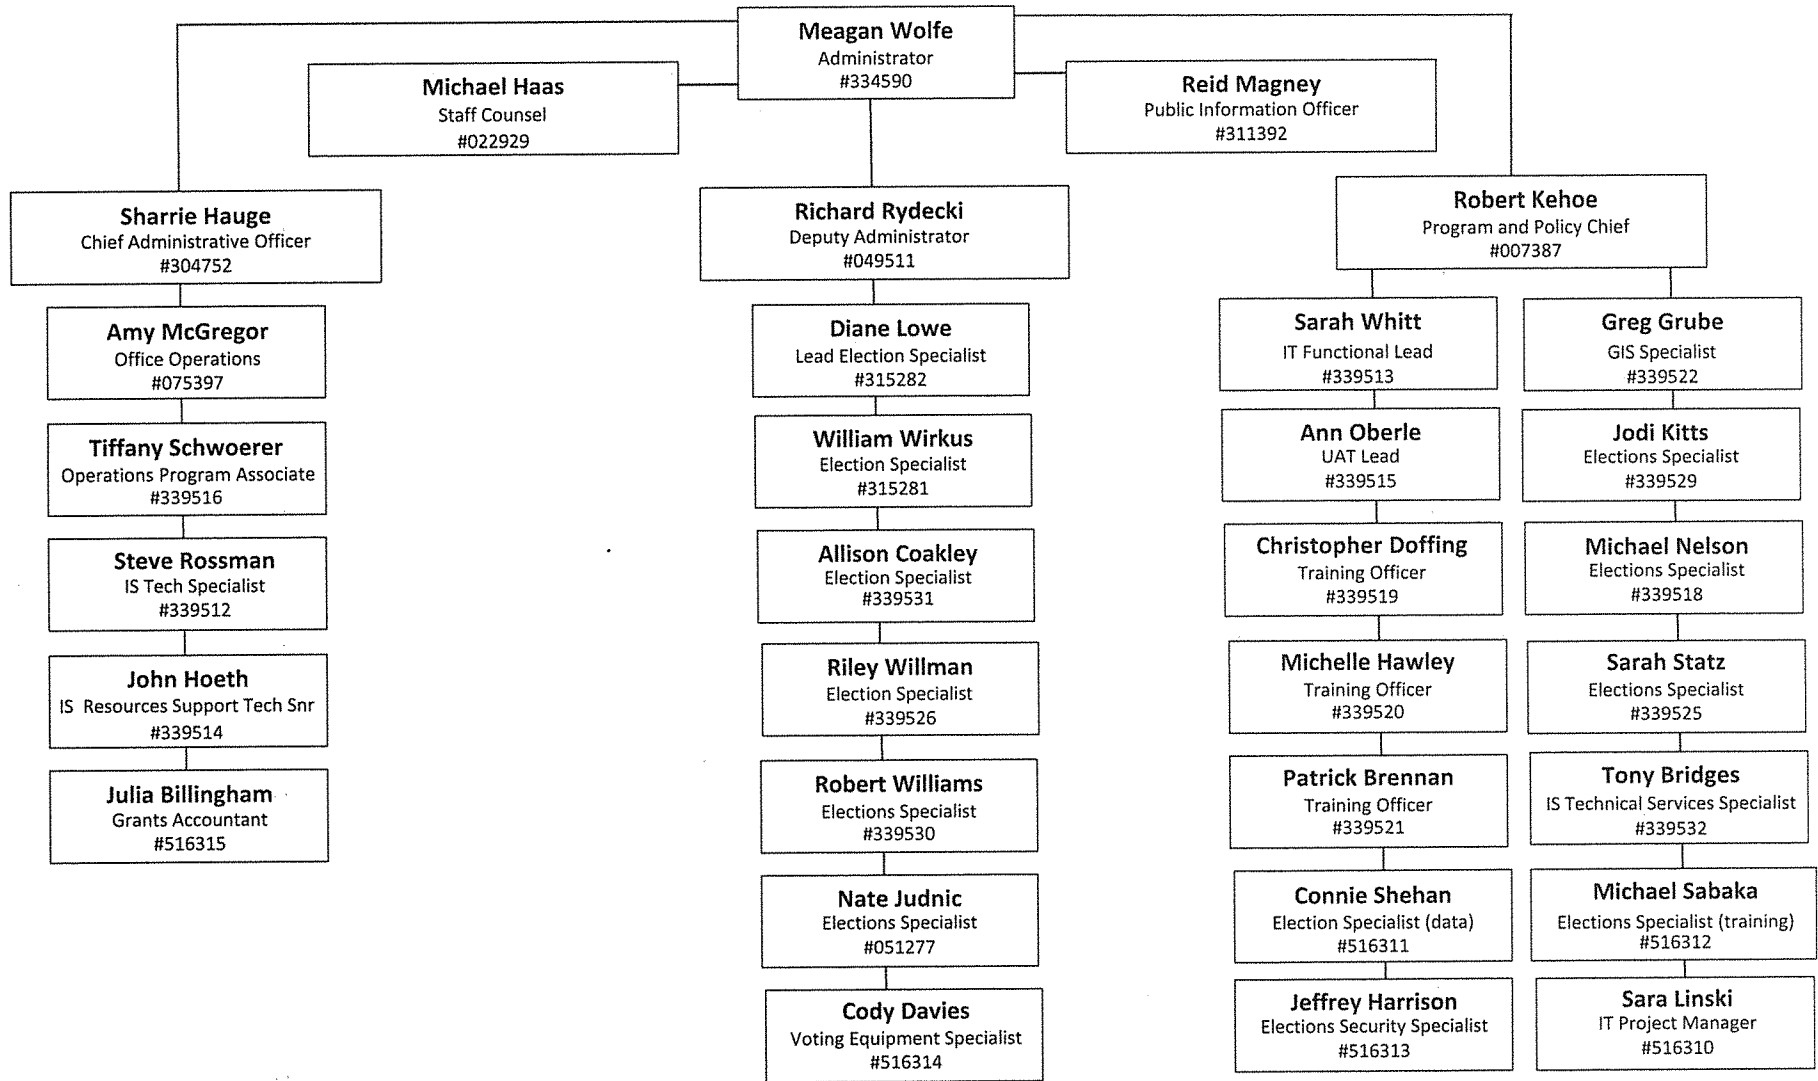 Meagan Wolfe
Administrator
#334590
Michael Haas
Staff Counsel
#022929
Reid Magney
Public Information Officer
#311392
Sharrie Hauge
Chief Administrative Officer
#304752
Amy McGregor
Office Operations
#075397
Tiffany Schwoerer
Operations Program Associate
#339516
Steve Rossman
IS Tech Specialist
#339512
John Hoeth
IS Resources Support Tech Snr
#339514
Julia Billingham
Grants Accountant
#516315
Richard Rydecki
Deputy Administrator
#049511
Diane Lowe
Lead Election Specialist
#315282
William Wirkus
Election Specialist
#315281
Allison Coakley
Election Specialist
#339531
Riley Willman
Election Specialist
#339526
Robert Williams
Elections Specialist
#339530
Nate Judnic
Elections Specialist
#051277
Cody Davies
Voting Equipment Specialist
#516314
Robert Kehoe
Program and Policy Chief
#007387
Sarah Whitt
IT Functional Lead
#339513
Ann Oberle
UAT Lead
#339515
Christopher Doffing
Training Officer
#339519
Michelle Hawley
Training Officer
#339520
Patrick Brennan
Training Officer
#339521
Connie Shehan
Election Specialist (data)
#516311
Jeffrey Harrison
Elections Security Specialist
#516313
Greg Grube
GIS Specialist
#339522
Jodi Kitts
Elections Specialist
#339529
Michael Nelson
Elections Specialist
#339518
Sarah Statz
Elections Specialist
#339525
Tony Bridges
IS Technical Services Specialist
#339532
Michael Sabaka
Elections Specialist (training)
#516312
Sara Linski
IT Project Manager
#516310